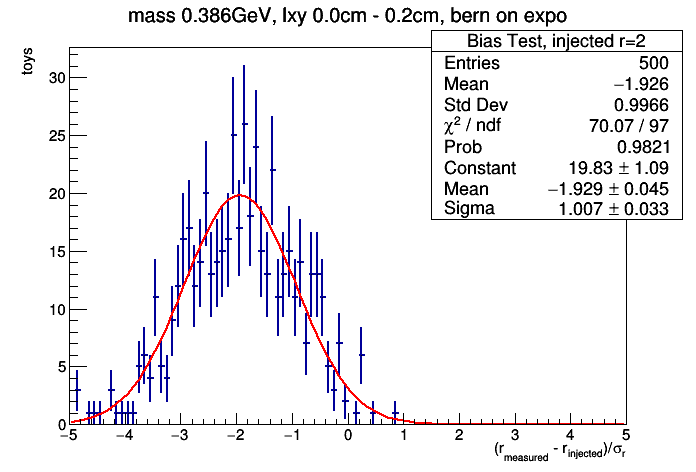 mass 0.386GeV, lxy 0.0cm - 0.2cm, bern on expo
Bias Test, injected r=2
Entries 500
Mean −1.926
Std Dev 0.9966
χ² / ndf 70.07 / 97
Prob 0.9821
Constant 19.83 ± 1.09
Mean −1.929 ± 0.045
Sigma 1.007 ± 0.033
toys
30
25
20
15
10
5
0
−5 −4 −3 −2 −1 0 1 2 3 4 5
(r_measured - r_injected)/σ_r